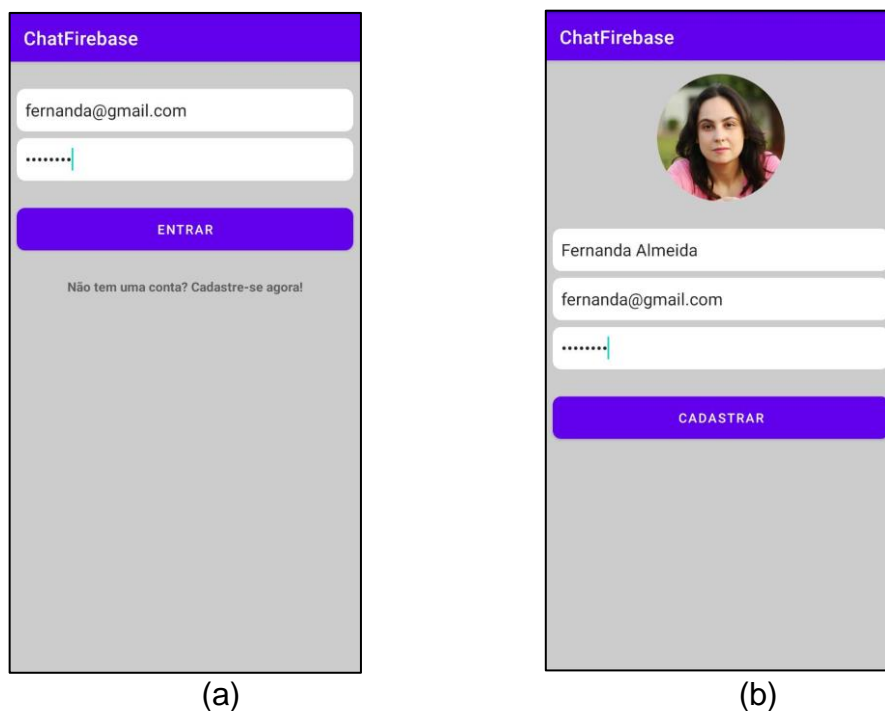 ChatFirebase
fernanda@gmail.com
••••••••
ENTRAR
Não tem uma conta? Cadastre-se agora!
(a)
ChatFirebase
Fernanda Almeida
fernanda@gmail.com
••••••••
CADASTRAR
(b)